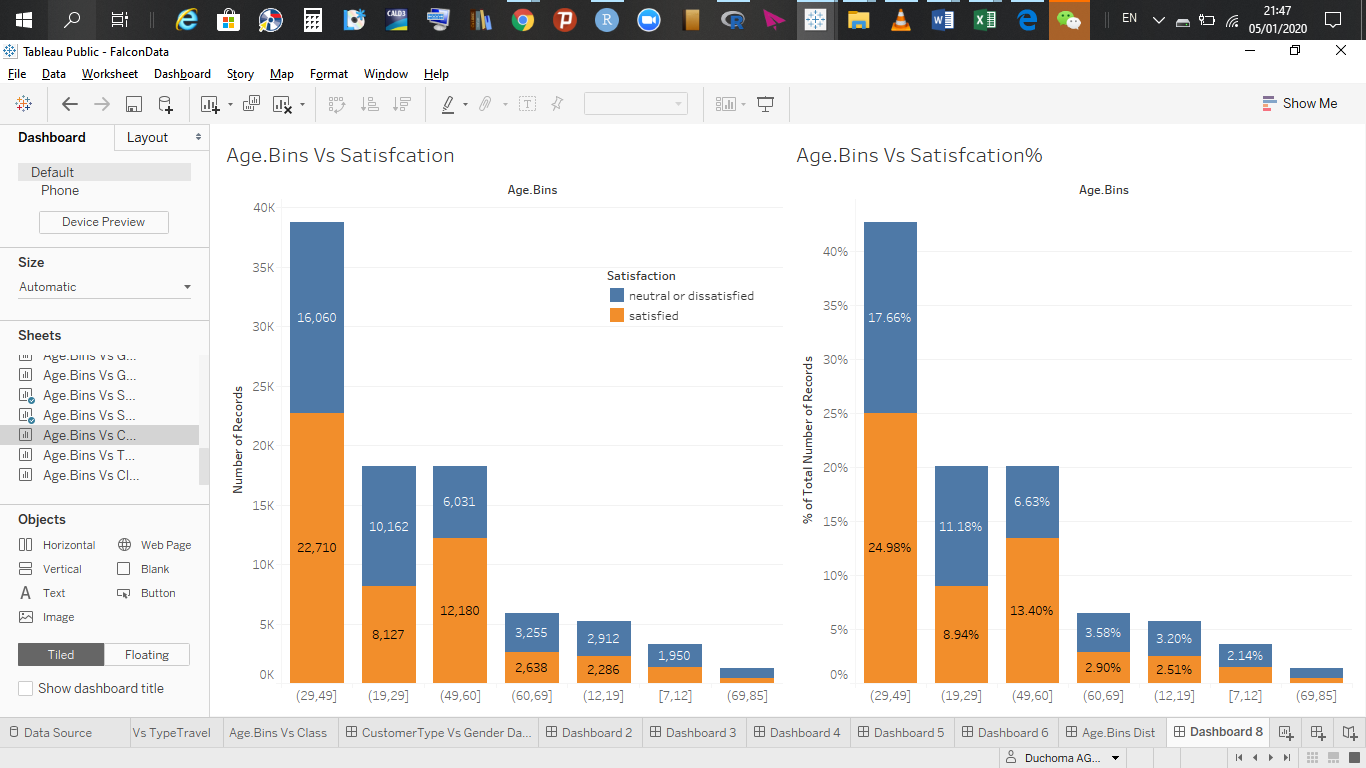 EN
21:47
05/01/2020
Tableau Public - FalconData
File Data Worksheet Dashboard Story Map Format Window Help
Show Me
Dashboard
Layout
Default
Phone
Device Preview
Size
Automatic
Sheets
Age.Bins Vs G...
Age.Bins Vs G...
Age.Bins Vs S...
Age.Bins Vs S...
Age.Bins Vs C...
Age.Bins Vs T...
Age.Bins Vs Cl...
Objects
Horizontal Web Page
Vertical Blank
Text Button
Image
Tiled Floating
Show dashboard title
Age.Bins Vs Satisfcation
Age.Bins
Number of Records
40K
35K
30K
25K
20K
15K
10K
5K
0K
Satisfaction
neutral or dissatisfied
satisfied
16,060
22,710
10,162
8,127
6,031
12,180
3,255
2,638
2,912
2,286
1,950
(29,49] (19,29] (49,60] (60,69] (12,19] [7,12] (69,85]
Age.Bins Vs Satisfcation%
Age.Bins
% of Total Number of Records
40%
35%
30%
25%
20%
15%
10%
5%
0%
17.66%
24.98%
11.18%
8.94%
6.63%
13.40%
3.58%
2.90%
3.20%
2.51%
2.14%
(29,49] (19,29] (49,60] (60,69] (12,19] [7,12] (69,85]
Data Source Vs TypeTravel Age.Bins Vs Class CustomerType Vs Gender Da... Dashboard 2 Dashboard 3 Dashboard 4 Dashboard 5 Dashboard 6 Age.Bins Dist Dashboard 8
Duchoma AG...